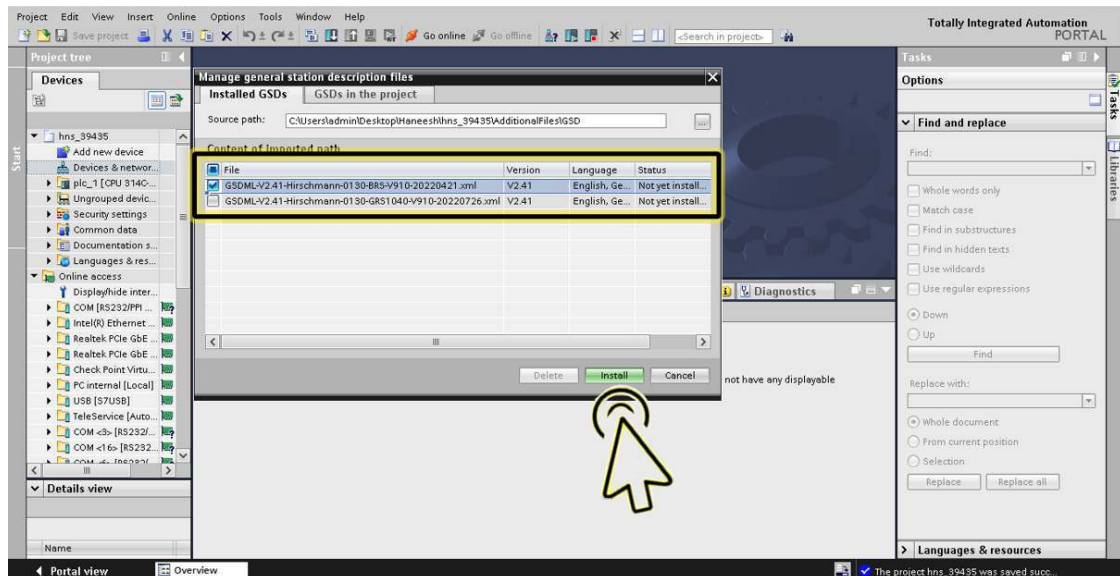 Project Edit View Insert Online Options Tools Window Help
Totally Integrated Automation
PORTAL
Save project Go online Go offline <Search in project>
Project tree
Devices
Start
hns_39435
Add new device
Devices & networ...
plc_1 [CPU 314C-...
Ungrouped devic...
Security settings
Common data
Documentation s...
Languages & res...
Online access
Display/hide inter...
COM [RS232/PPI ...
Intel(R) Ethernet ...
Realtek PCIe GbE ...
Realtek PCIe GbE ...
Check Point Virtu...
PC internal [Local]
USB [S7USB]
TeleService [Auto...
COM <3> [RS232/...
COM <16> [RS232...
Details view
Name
Manage general station description files
Installed GSDs GSDs in the project
Source path: C:\Users\admin\Desktop\Haneesh\hns_39435\AdditionalFiles\GSD ...
Content of imported path
File Version Language Status
GSDML-V2.41-Hirschmann-0130-BRS-V910-20220421.xml V2.41 English, Ge... Not yet install...
GSDML-V2.41-Hirschmann-0130-GRS1040-V910-20220726.xml V2.41 English, Ge... Not yet install...
Delete Install Cancel
Diagnostics
not have any displayable
Tasks
Options
Find and replace
Find:
Whole words only
Match case
Find in substructures
Find in hidden texts
Use wildcards
Use regular expressions
Down
Up
Find
Replace with:
Whole document
From current position
Selection
Replace Replace all
Languages & resources
Tasks
Libraries
Portal view Overview
The project hns_39435 was saved succ...